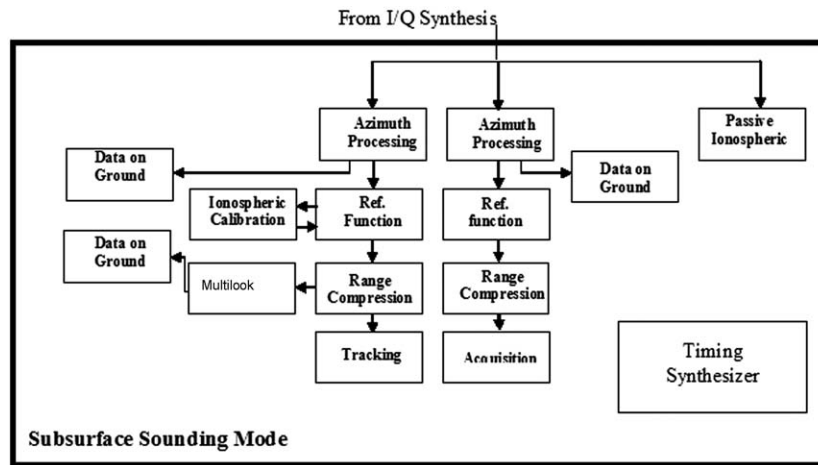 From I/Q Synthesis
Azimuth
Processing
Azimuth
Processing
Passive
Ionospheric
Data on
Ground
Data on
Ground
Ionospheric
Calibration
Ref.
Function
Ref.
function
Data on
Ground
Multilook
Range
Compression
Range
Compression
Tracking
Acquisition
Timing
Synthesizer
Subsurface Sounding Mode